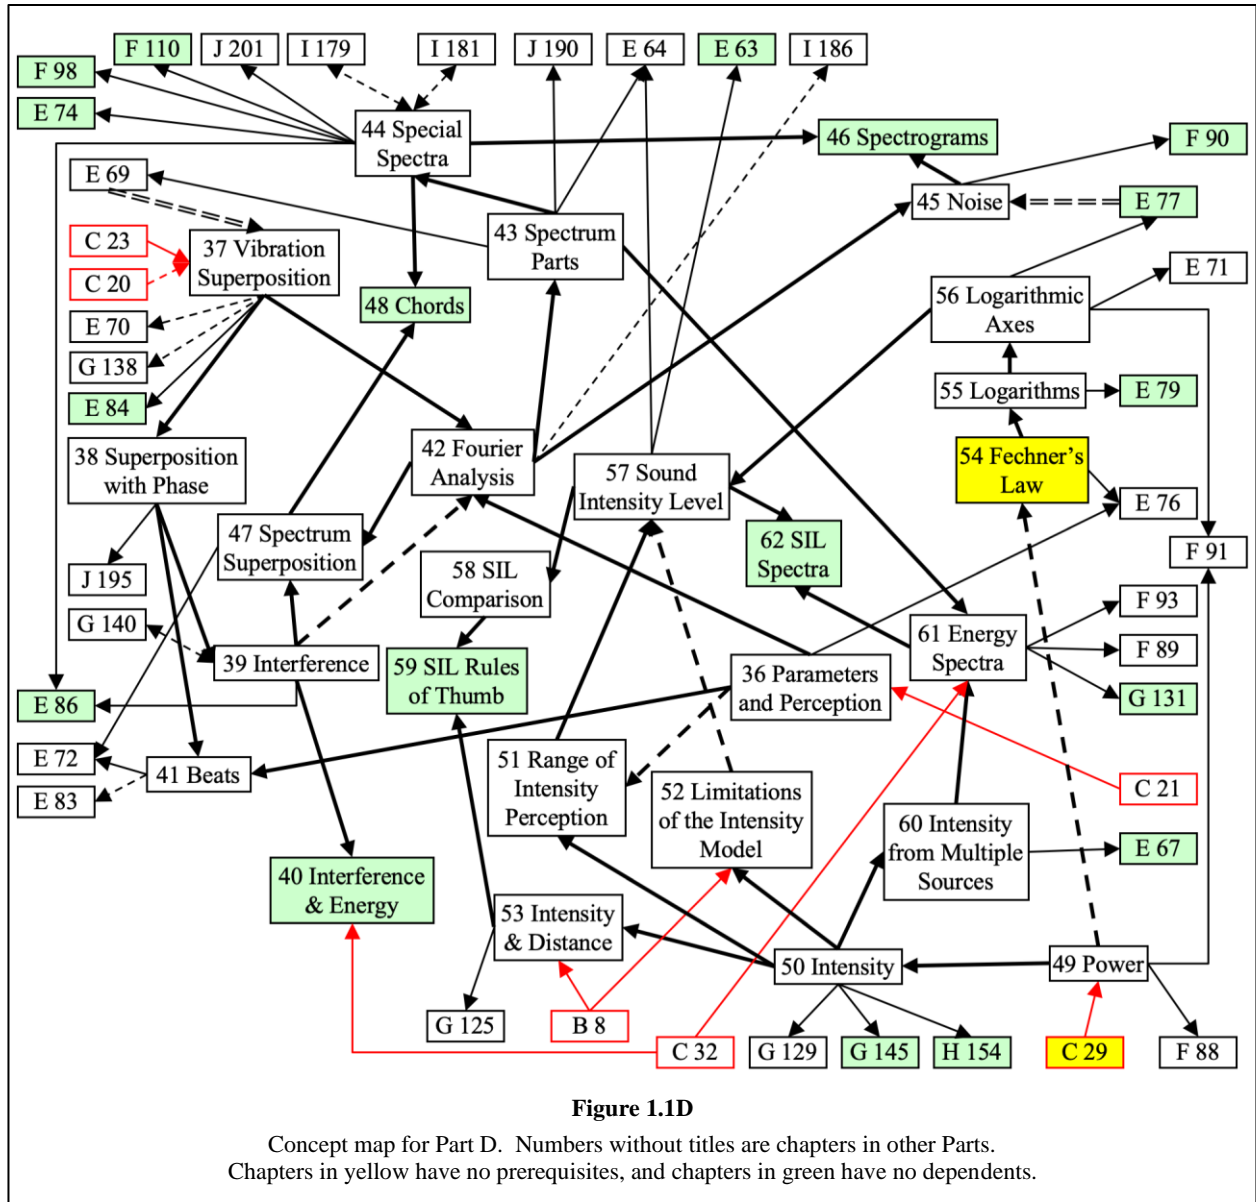 F 110
J 201
I 179
I 181
J 190
E 64
E 63
I 186
F 98
E 74
44 Special
Spectra
46 Spectrograms
F 90
E 69
45 Noise
E 77
C 23
37 Vibration
Superposition
43 Spectrum
Parts
C 20
E 71
48 Chords
56 Logarithmic
Axes
E 70
G 138
E 84
55 Logarithms
E 79
38 Superposition
with Phase
42 Fourier
Analysis
57 Sound
Intensity Level
54 Fechner's
Law
E 76
47 Spectrum
Superposition
62 SIL
Spectra
F 91
J 195
58 SIL
Comparison
F 93
G 140
39 Interference
59 SIL Rules
of Thumb
36 Parameters
and Perception
61 Energy
Spectra
F 89
G 131
E 86
E 72
41 Beats
E 83
51 Range of
Intensity
Perception
52 Limitations
of the Intensity
Model
C 21
60 Intensity
from Multiple
Sources
E 67
40 Interference
& Energy
53 Intensity
& Distance
50 Intensity
49 Power
G 125
B 8
C 32
G 129
G 145
H 154
C 29
F 88
Figure 1.1D
Concept map for Part D. Numbers without titles are chapters in other Parts.
Chapters in yellow have no prerequisites, and chapters in green have no dependents.